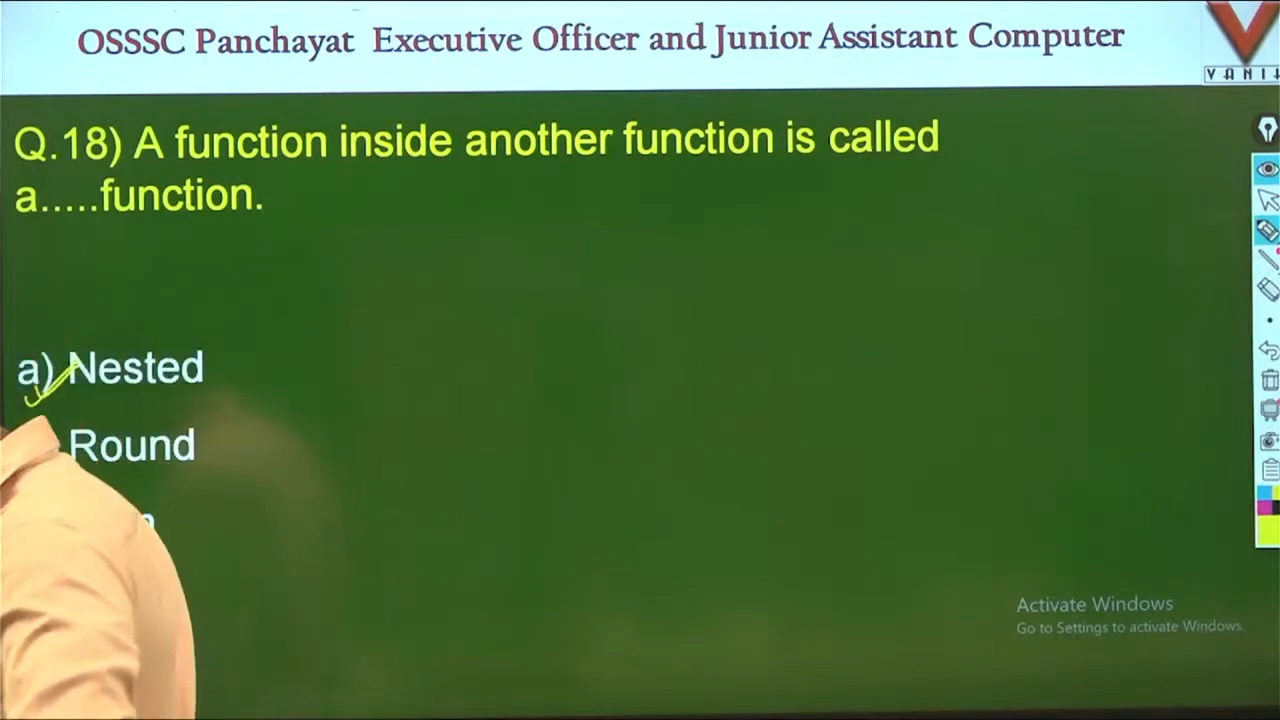 OSSSC Panchayat Executive Officer and Junior Assistant Computer
VANI
Q.18) A function inside another function is called
a.....function.
a) Nested
Round
Activate Windows
Go to Settings to activate Windows.